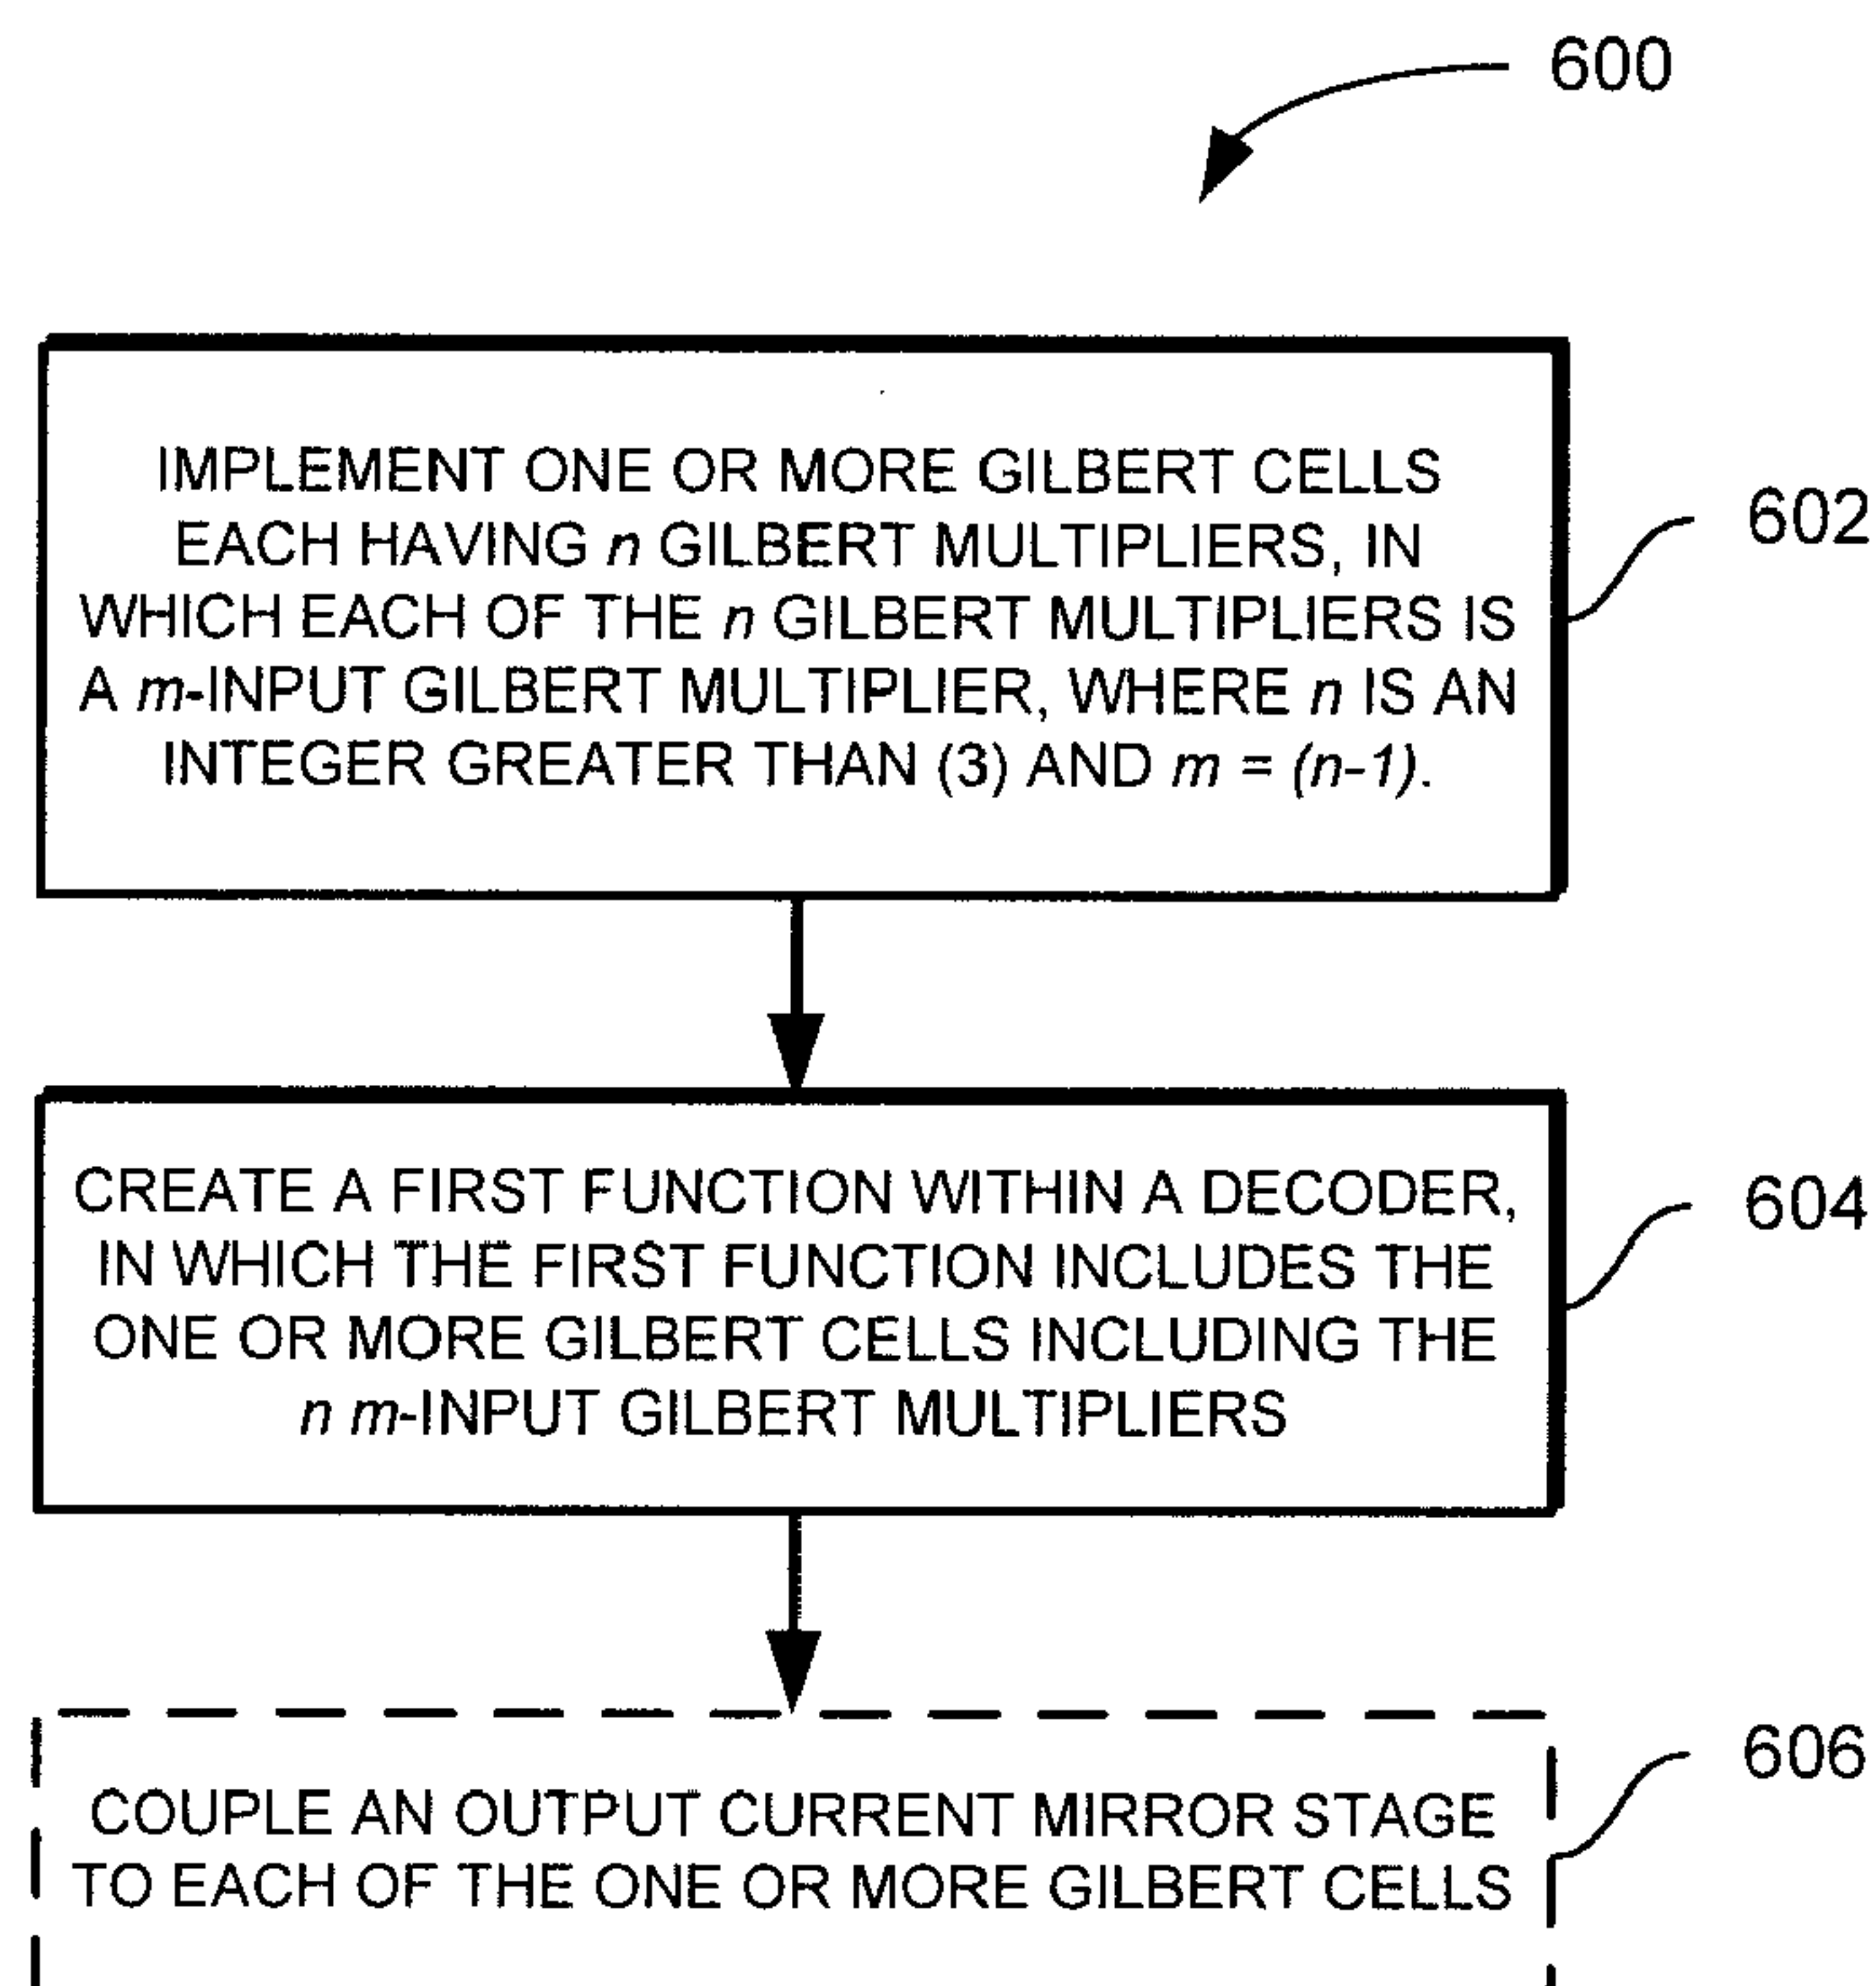 600
IMPLEMENT ONE OR MORE GILBERT CELLS
EACH HAVING n GILBERT MULTIPLIERS, IN
WHICH EACH OF THE n GILBERT MULTIPLIERS IS
A m-INPUT GILBERT MULTIPLIER, WHERE n IS AN
INTEGER GREATER THAN (3) AND m = (n-1).
602
CREATE A FIRST FUNCTION WITHIN A DECODER,
IN WHICH THE FIRST FUNCTION INCLUDES THE
ONE OR MORE GILBERT CELLS INCLUDING THE
n m-INPUT GILBERT MULTIPLIERS
604
COUPLE AN OUTPUT CURRENT MIRROR STAGE
TO EACH OF THE ONE OR MORE GILBERT CELLS
606